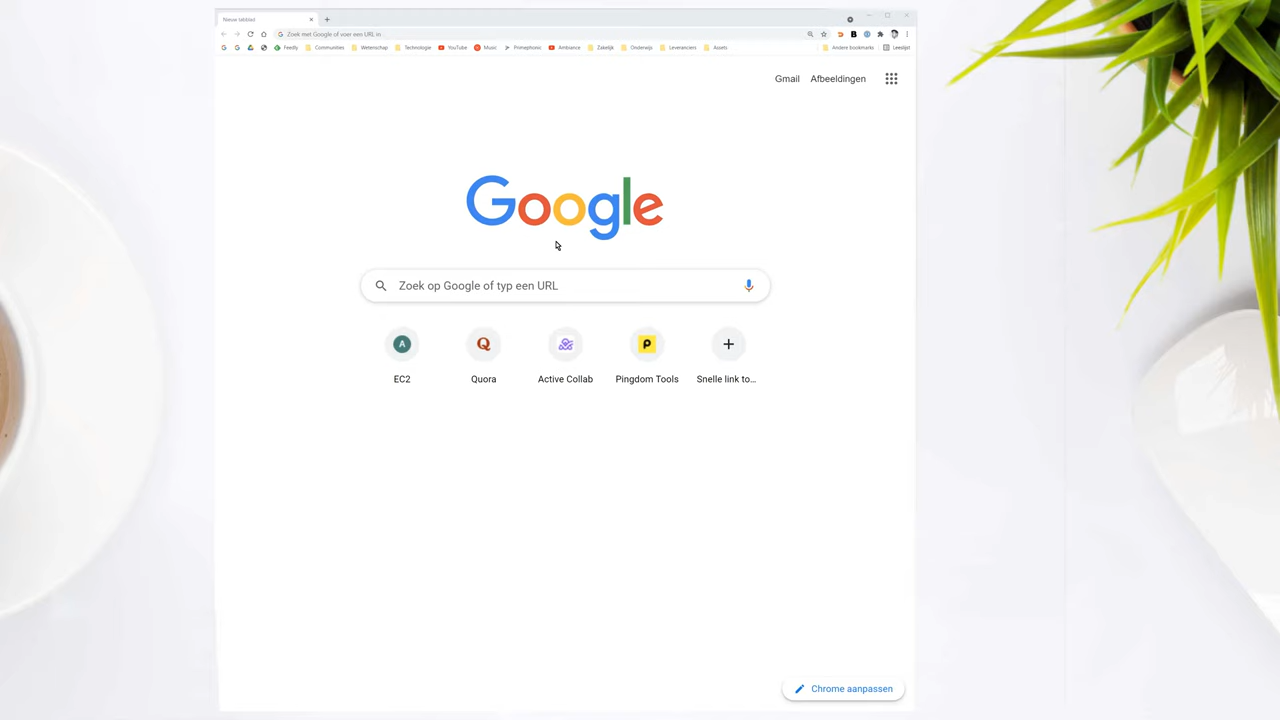 Nieuw tabblad
Zoek met Google of voer een URL in
Feedly Communities Wetenschap Technologie YouTube Music Primephonic Ambiance Zakelijk Onderwijs Leveranciers Assets Andere bookmarks Leeslijst
Gmail Afbeeldingen
Google
Zoek op Google of typ een URL
A
EC2 Quora Active Collab Pingdom Tools Snelle link to...
Chrome aanpassen